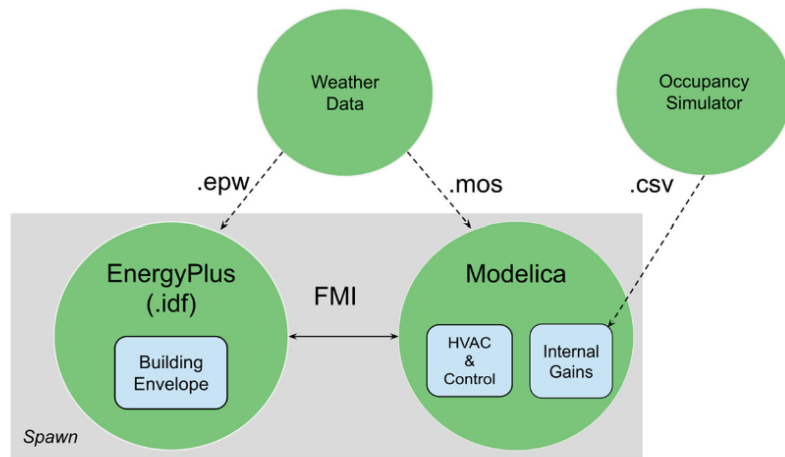 Weather
Data
Occupancy
Simulator
.epw
.mos
.csv
EnergyPlus
(.idf)
FMI
Modelica
Building
Envelope
HVAC
&
Control
Internal
Gains
Spawn